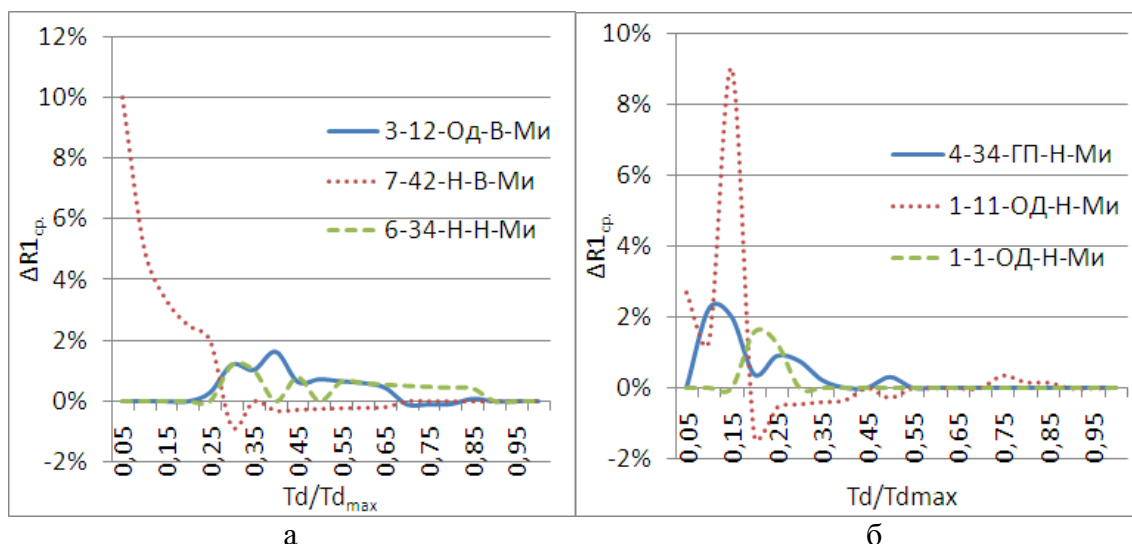 12%
10%
8%
6%
4%
2%
0%
-2%
ΔR1ср.
3-12-Од-В-Ми
7-42-Н-В-Ми
6-34-Н-Н-Ми
0,05
0,15
0,25
0,35
0,45
0,55
0,65
0,75
0,85
0,95
Td/Tdmax
а
10%
8%
6%
4%
2%
0%
-2%
ΔR1ср.
4-34-ГП-Н-Ми
1-11-ОД-Н-Ми
1-1-ОД-Н-Ми
0,05
0,15
0,25
0,35
0,45
0,55
0,65
0,75
0,85
0,95
Td/Tdmax
б